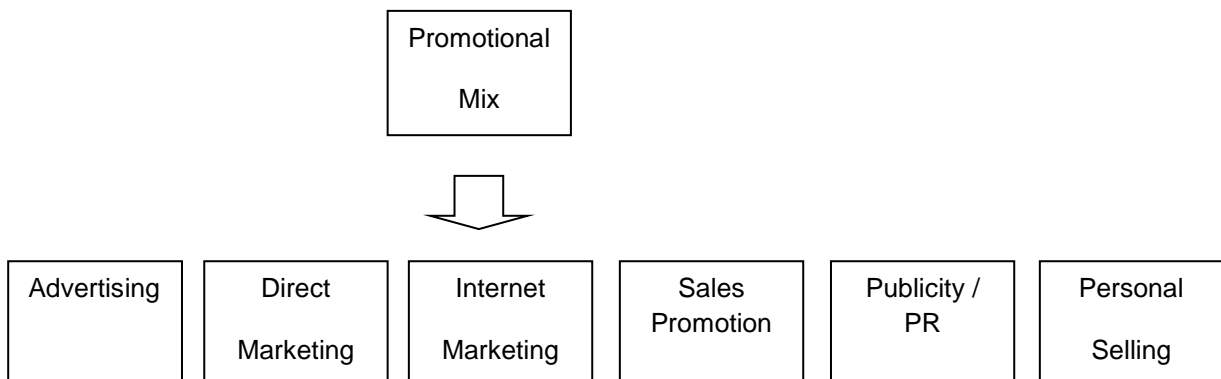 Promotional
Mix
Advertising
Direct
Marketing
Internet
Marketing
Sales
Promotion
Publicity /
PR
Personal
Selling